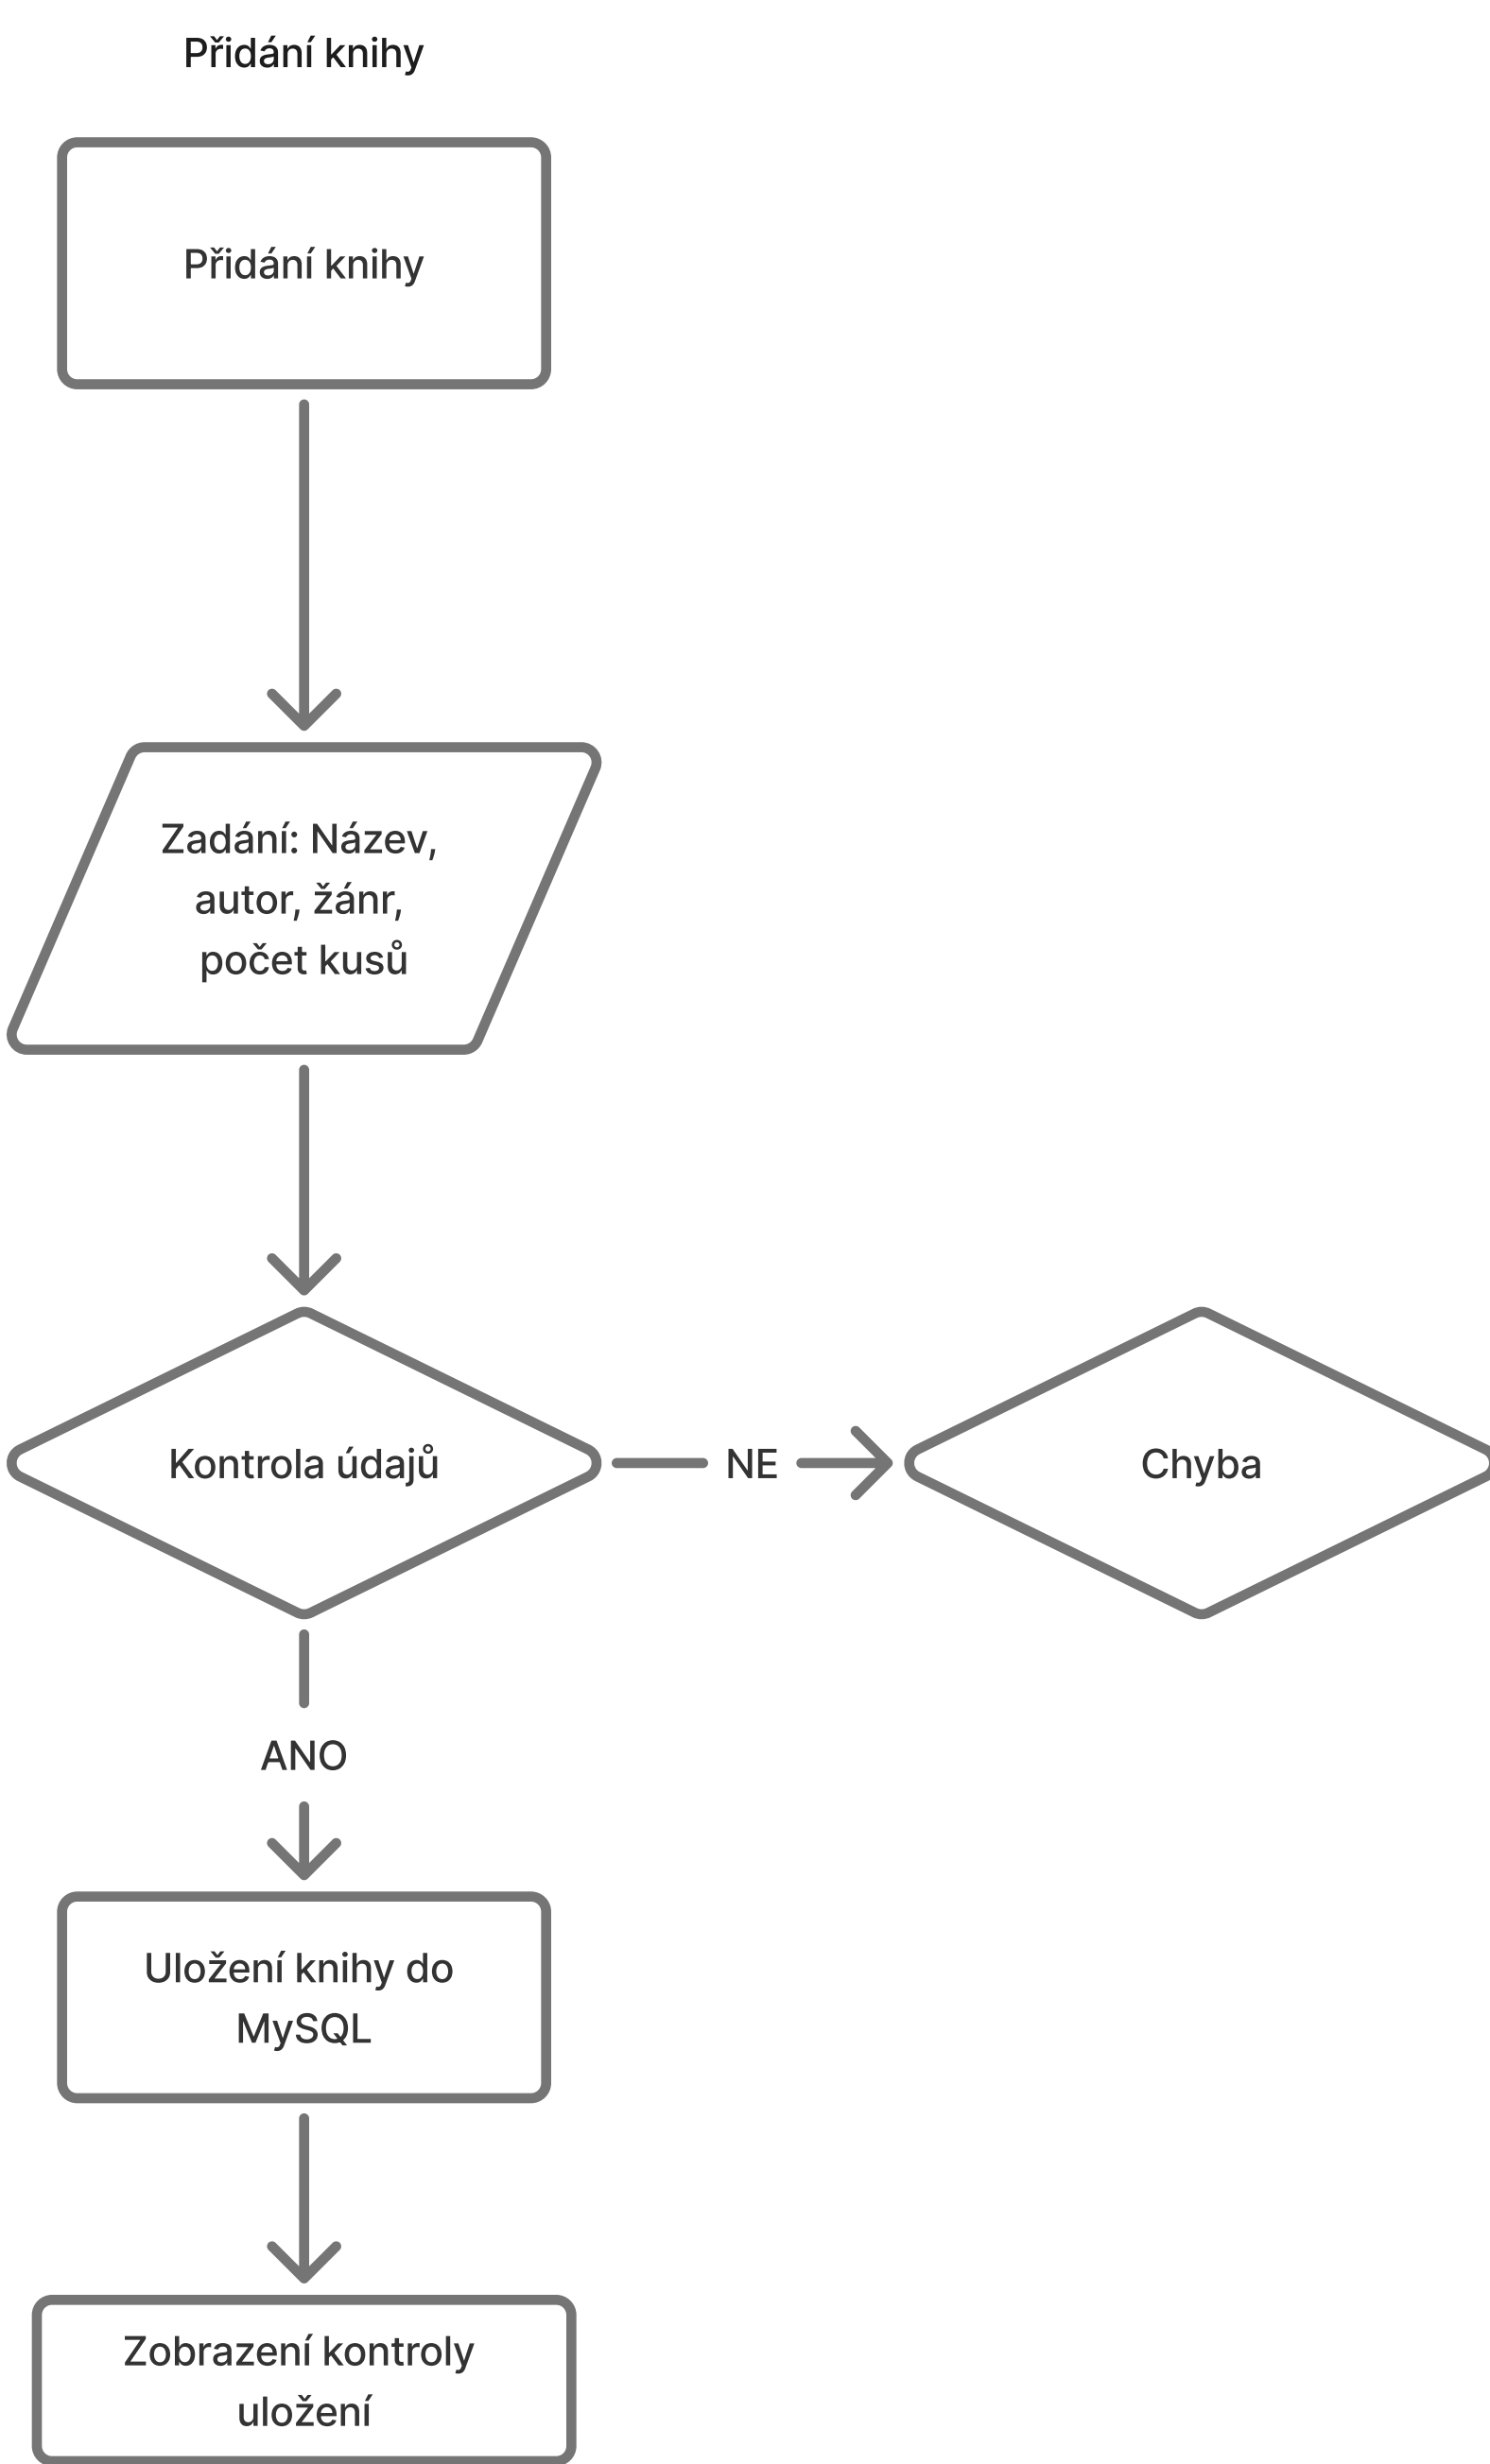 Přidání knihy
Přidání knihy
Zadání: Název,
autor, žánr,
počet kusů
Kontrola údajů
NE
Chyba
ANO
Uložení knihy do
MySQL
Zobrazení kontroly
uložení